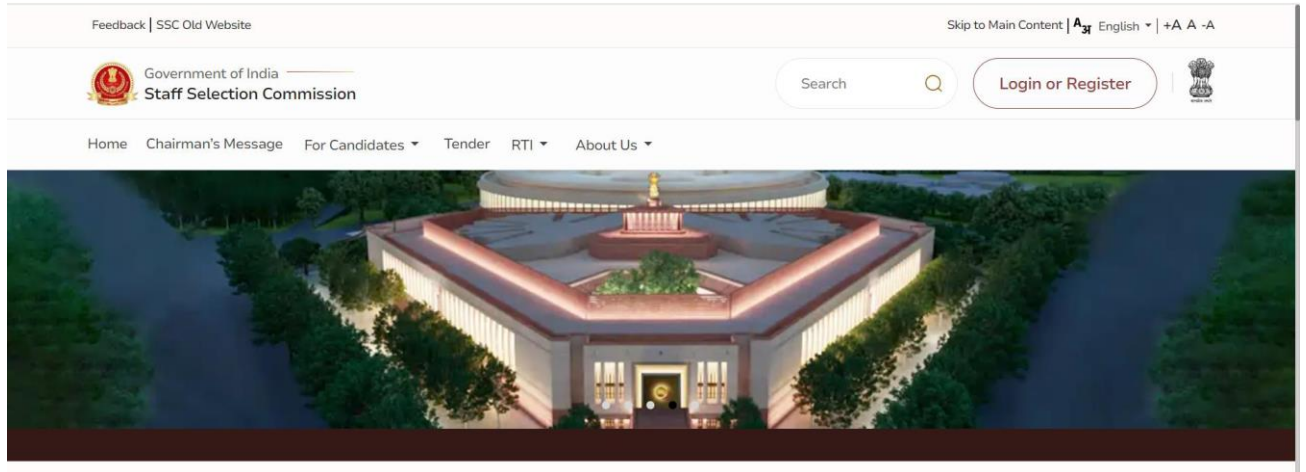 Feedback | SSC Old Website
Skip to Main Content | Aअ English | +A A -A
Government of India
Staff Selection Commission
Search
Login or Register
Home Chairman's Message For Candidates Tender RTI About Us